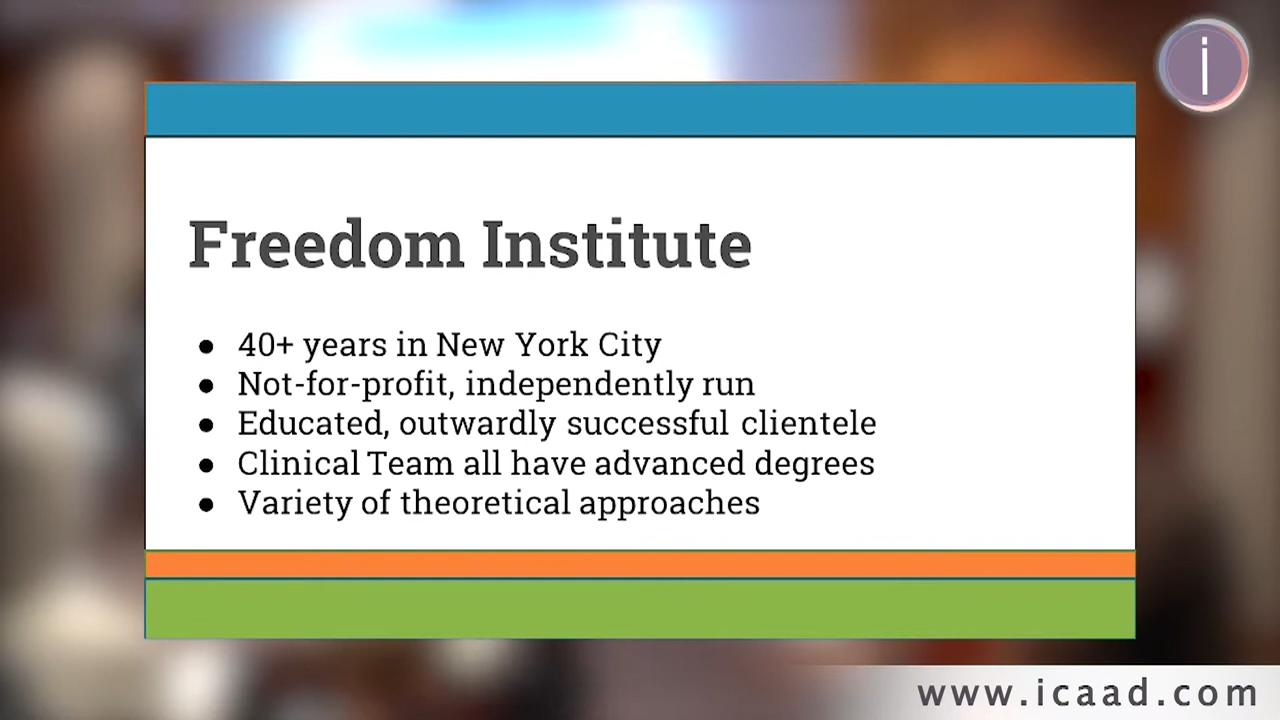 i
Freedom Institute
● 40+ years in New York City
● Not-for-profit, independently run
● Educated, outwardly successful clientele
● Clinical Team all have advanced degrees
● Variety of theoretical approaches
www.icaad.com